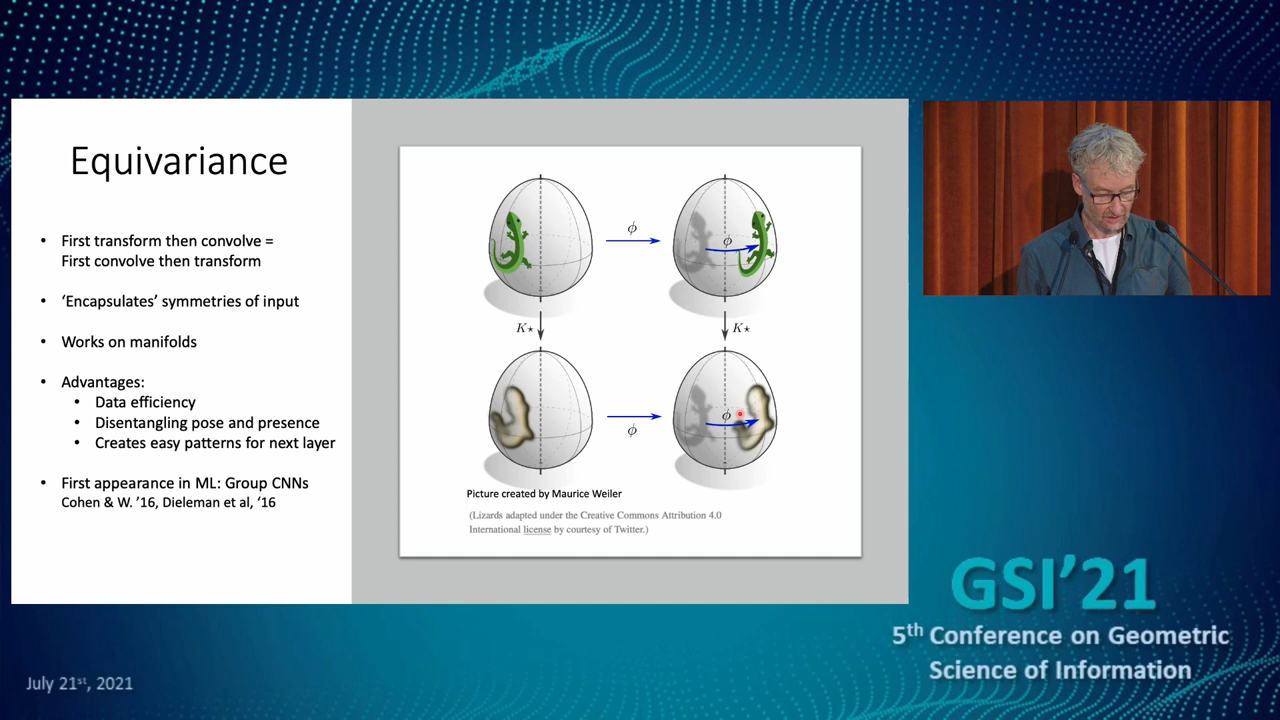 Equivariance
• First transform then convolve =
First convolve then transform
• ‘Encapsulates’ symmetries of input
• Works on manifolds
• Advantages:
• Data efficiency
• Disentangling pose and presence
• Creates easy patterns for next layer
• First appearance in ML: Group CNNs
Cohen & W. ’16, Dieleman et al, ‘16
ϕ
ϕ
K⋆
K⋆
ϕ
ϕ
Picture created by Maurice Weiler
(Lizards adapted under the Creative Commons Attribution 4.0
International license by courtesy of Twitter.)
GSI’21
5th Conference on Geometric
Science of Information
July 21st, 2021